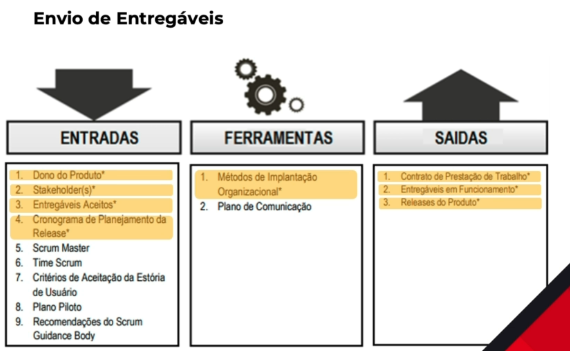 Envio de Entregáveis
ENTRADAS
1. Dono do Produto*
2. Stakeholder(s)*
3. Entregáveis Aceitos*
4. Cronograma de Planejamento da
Release*
5. Scrum Master
6. Time Scrum
7. Critérios de Aceitação da Estória
de Usuário
8. Plano Piloto
9. Recomendações do Scrum
Guidance Body
FERRAMENTAS
1. Métodos de Implantação
Organizacional*
2. Plano de Comunicação
SAIDAS
1. Contrato de Prestação de Trabalho*
2. Entregáveis em Funcionamento*
3. Releases do Produto*